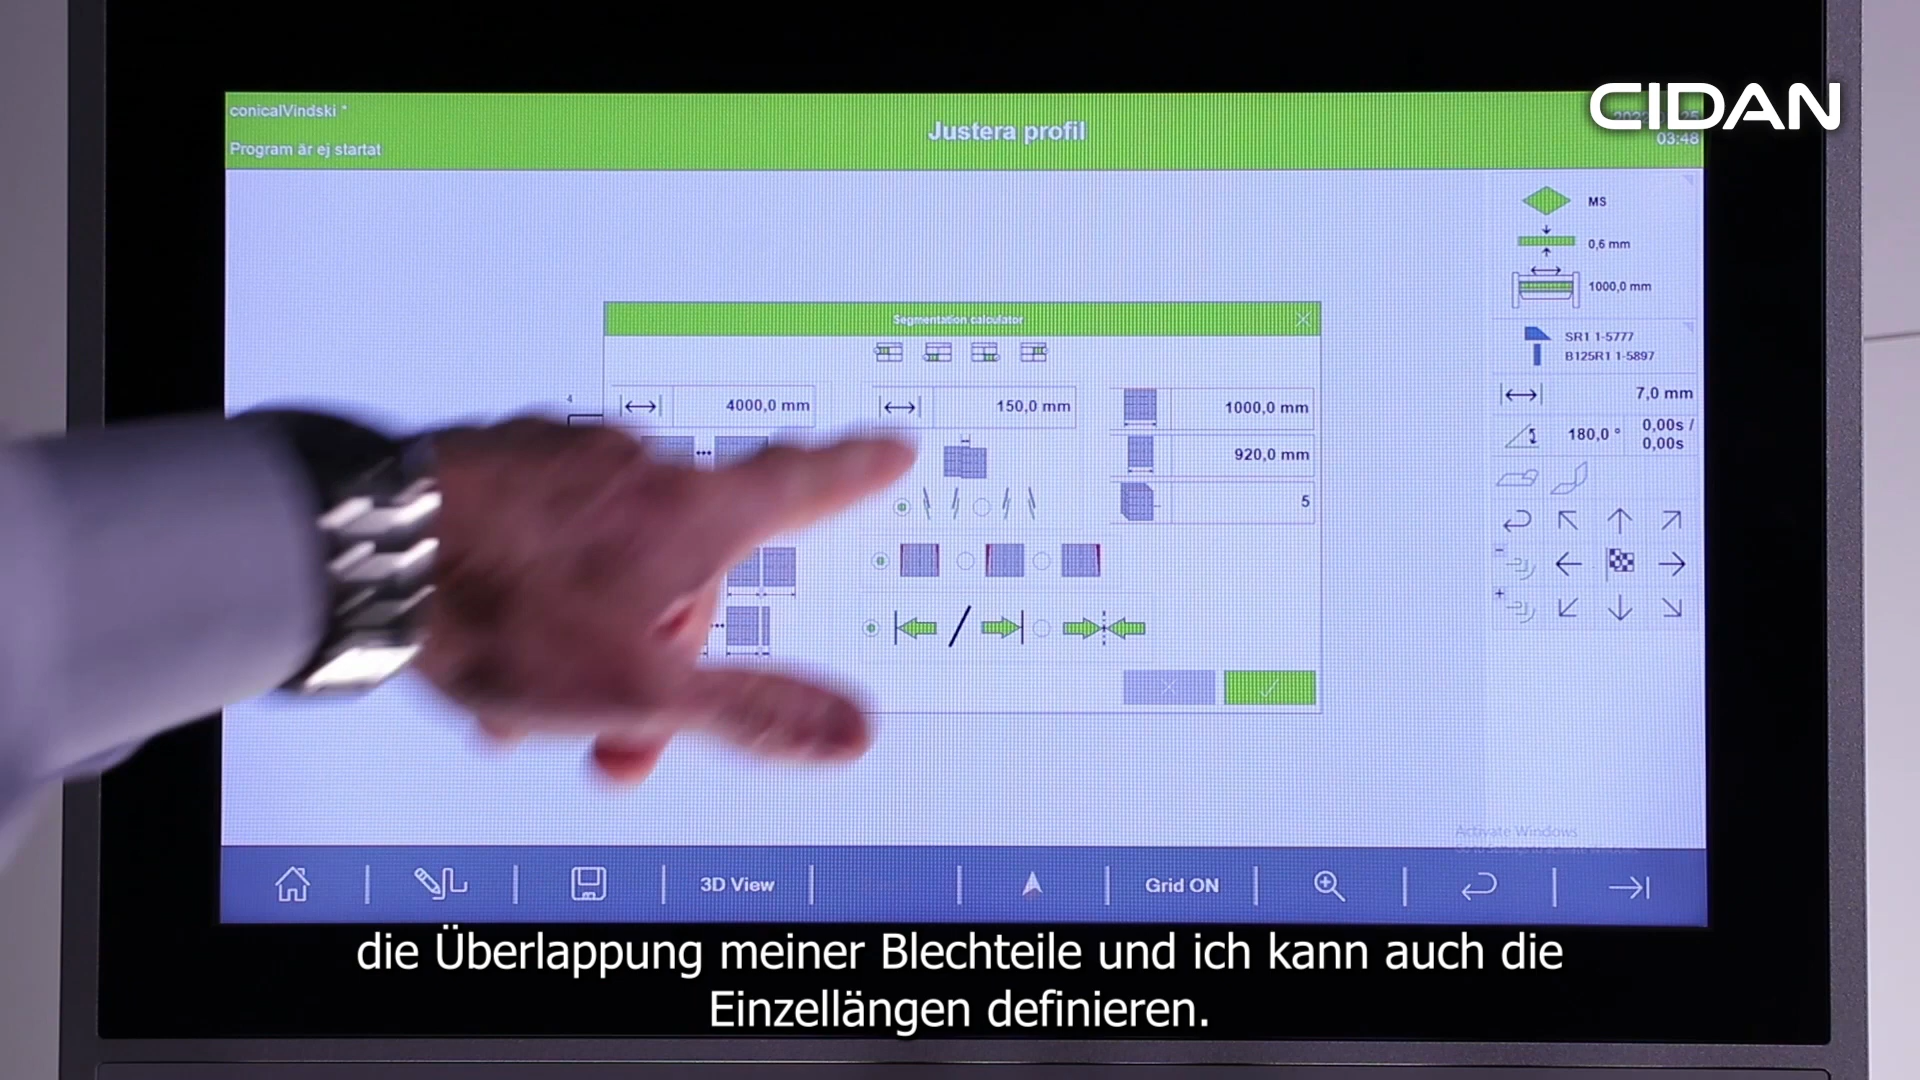 CIDAN
conicalVindski *
Justera profil
Program är ej startat
03:48
MS
0,6 mm
1000,0 mm
Segmentation calculator
SR1 1-5777
B125R1 1-5897
4
4000,0 mm
150,0 mm
1000,0 mm
7,0 mm
180,0 °
0,00s /
0,00s
920,0 mm
5
Activate Windows
3D View
Grid ON
die Überlappung meiner Blechteile und ich kann auch die
Einzellängen definieren.